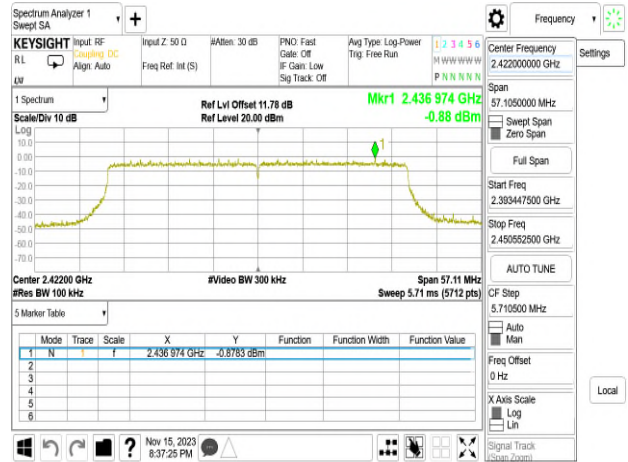 Spectrum Analyzer 1
Swept SA
Frequency
KEYSIGHT
Input: RF
Coupling: DC
Align: Auto
Input Z: 50 Ω
Freq Ref: Int (S)
#Atten: 30 dB
PNO: Fast
Gate: Off
IF Gain: Low
Sig Track: Off
Avg Type: Log-Power
Trig: Free Run
1 2 3 4 5 6
M W W W W W
P N N N N N
RL
LXI
1 Spectrum
Scale/Div 10 dB
Ref Lvl Offset 11.78 dB
Ref Level 20.00 dBm
Mkr1 2.436 974 GHz
-0.88 dBm
Log
10.0
0.00
-10.0
-20.0
-30.0
-40.0
-50.0
-60.0
-70.0
1
Center 2.42200 GHz
#Res BW 100 kHz
#Video BW 300 kHz
Span 57.11 MHz
Sweep 5.71 ms (5712 pts)
5 Marker Table
Mode Trace Scale X Y Function Function Width Function Value
1 N 1 f 2.436 974 GHz -0.8783 dBm
2
3
4
5
6
Nov 15, 2023
8:37:25 PM
Center Frequency
2.422000000 GHz
Span
57.1050000 MHz
Swept Span
Zero Span
Full Span
Start Freq
2.393447500 GHz
Stop Freq
2.450552500 GHz
AUTO TUNE
CF Step
5.710500 MHz
Auto
Man
Freq Offset
0 Hz
X Axis Scale
Log
Lin
Signal Track
(Span Zoom)
Settings
Local